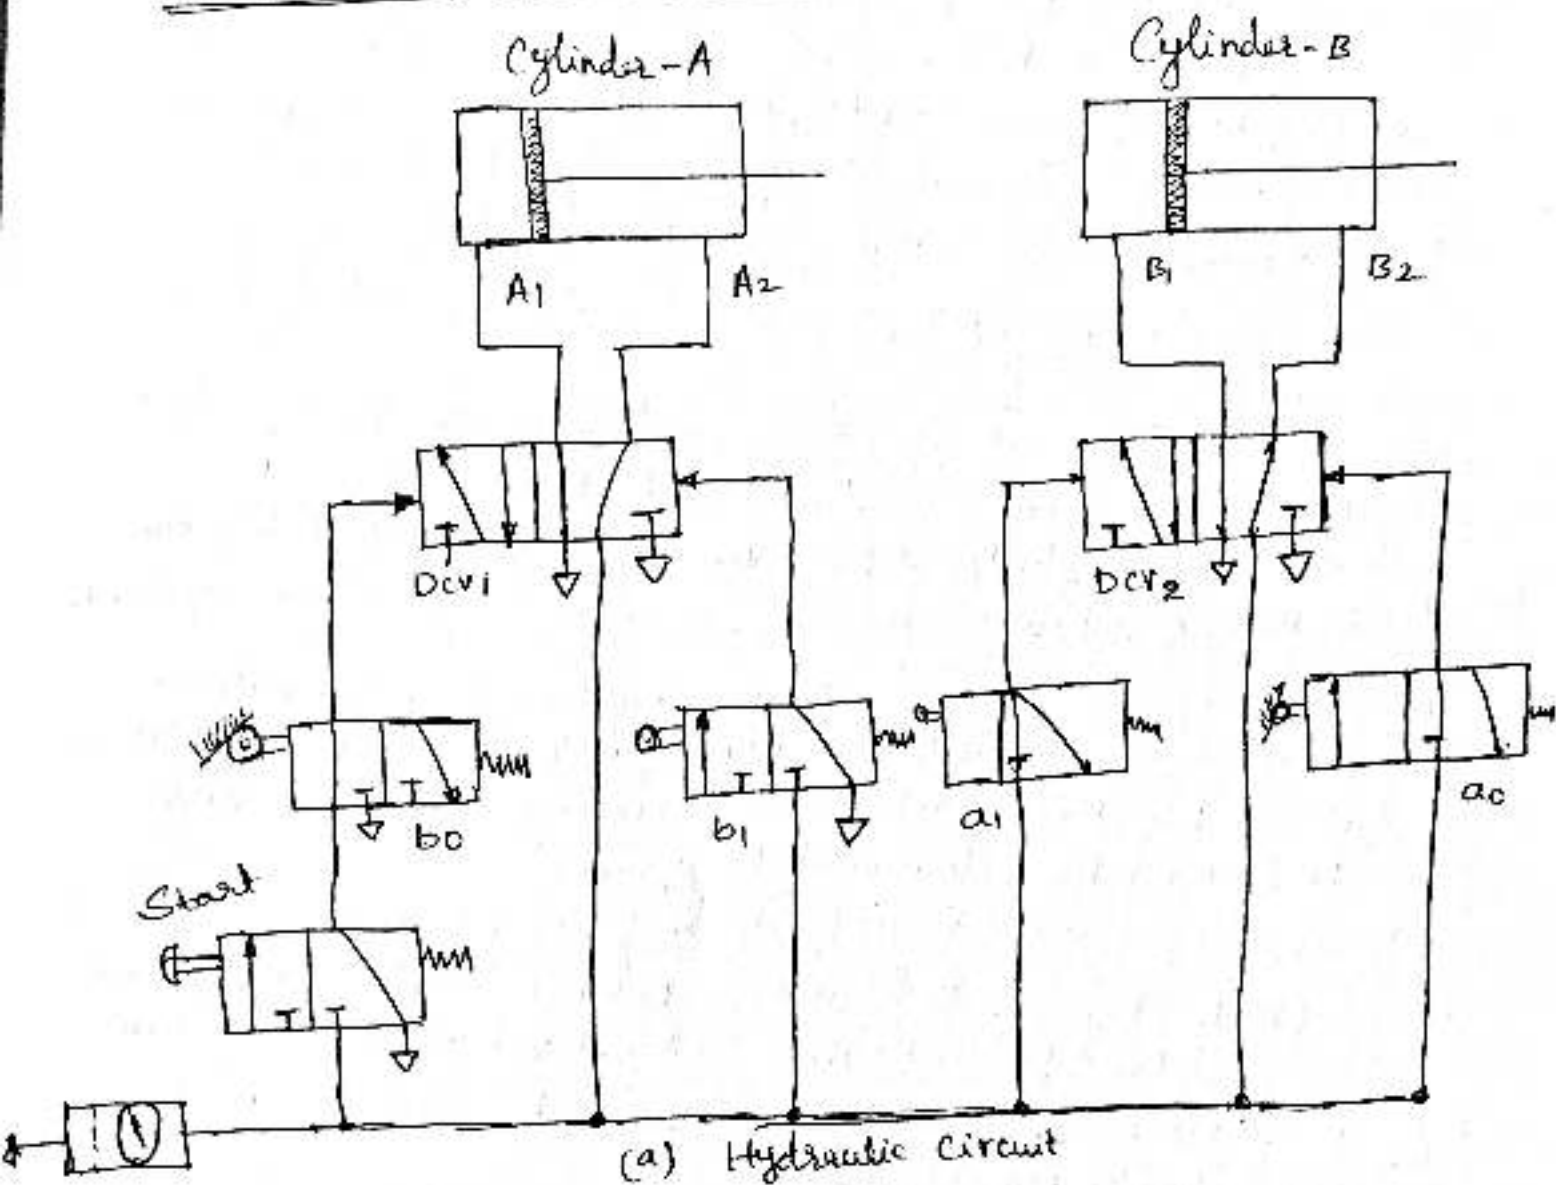 Cylinder-A
Cylinder-B
A1
A2
B1
B2
DCV1
DCV2
b0
b1
a1
a0
Start
(a) Hydraulic Circuit